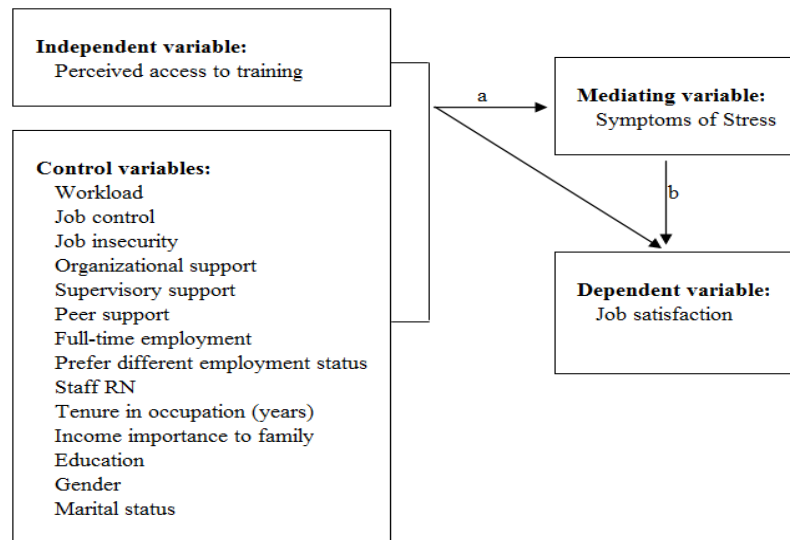 Independent variable:
Perceived access to training
a
Mediating variable:
Symptoms of Stress
Control variables:
Workload
Job control
Job insecurity
Organizational support
Supervisory support
Peer support
Full-time employment
Prefer different employment status
Staff RN
Tenure in occupation (years)
Income importance to family
Education
Gender
Marital status
b
Dependent variable:
Job satisfaction